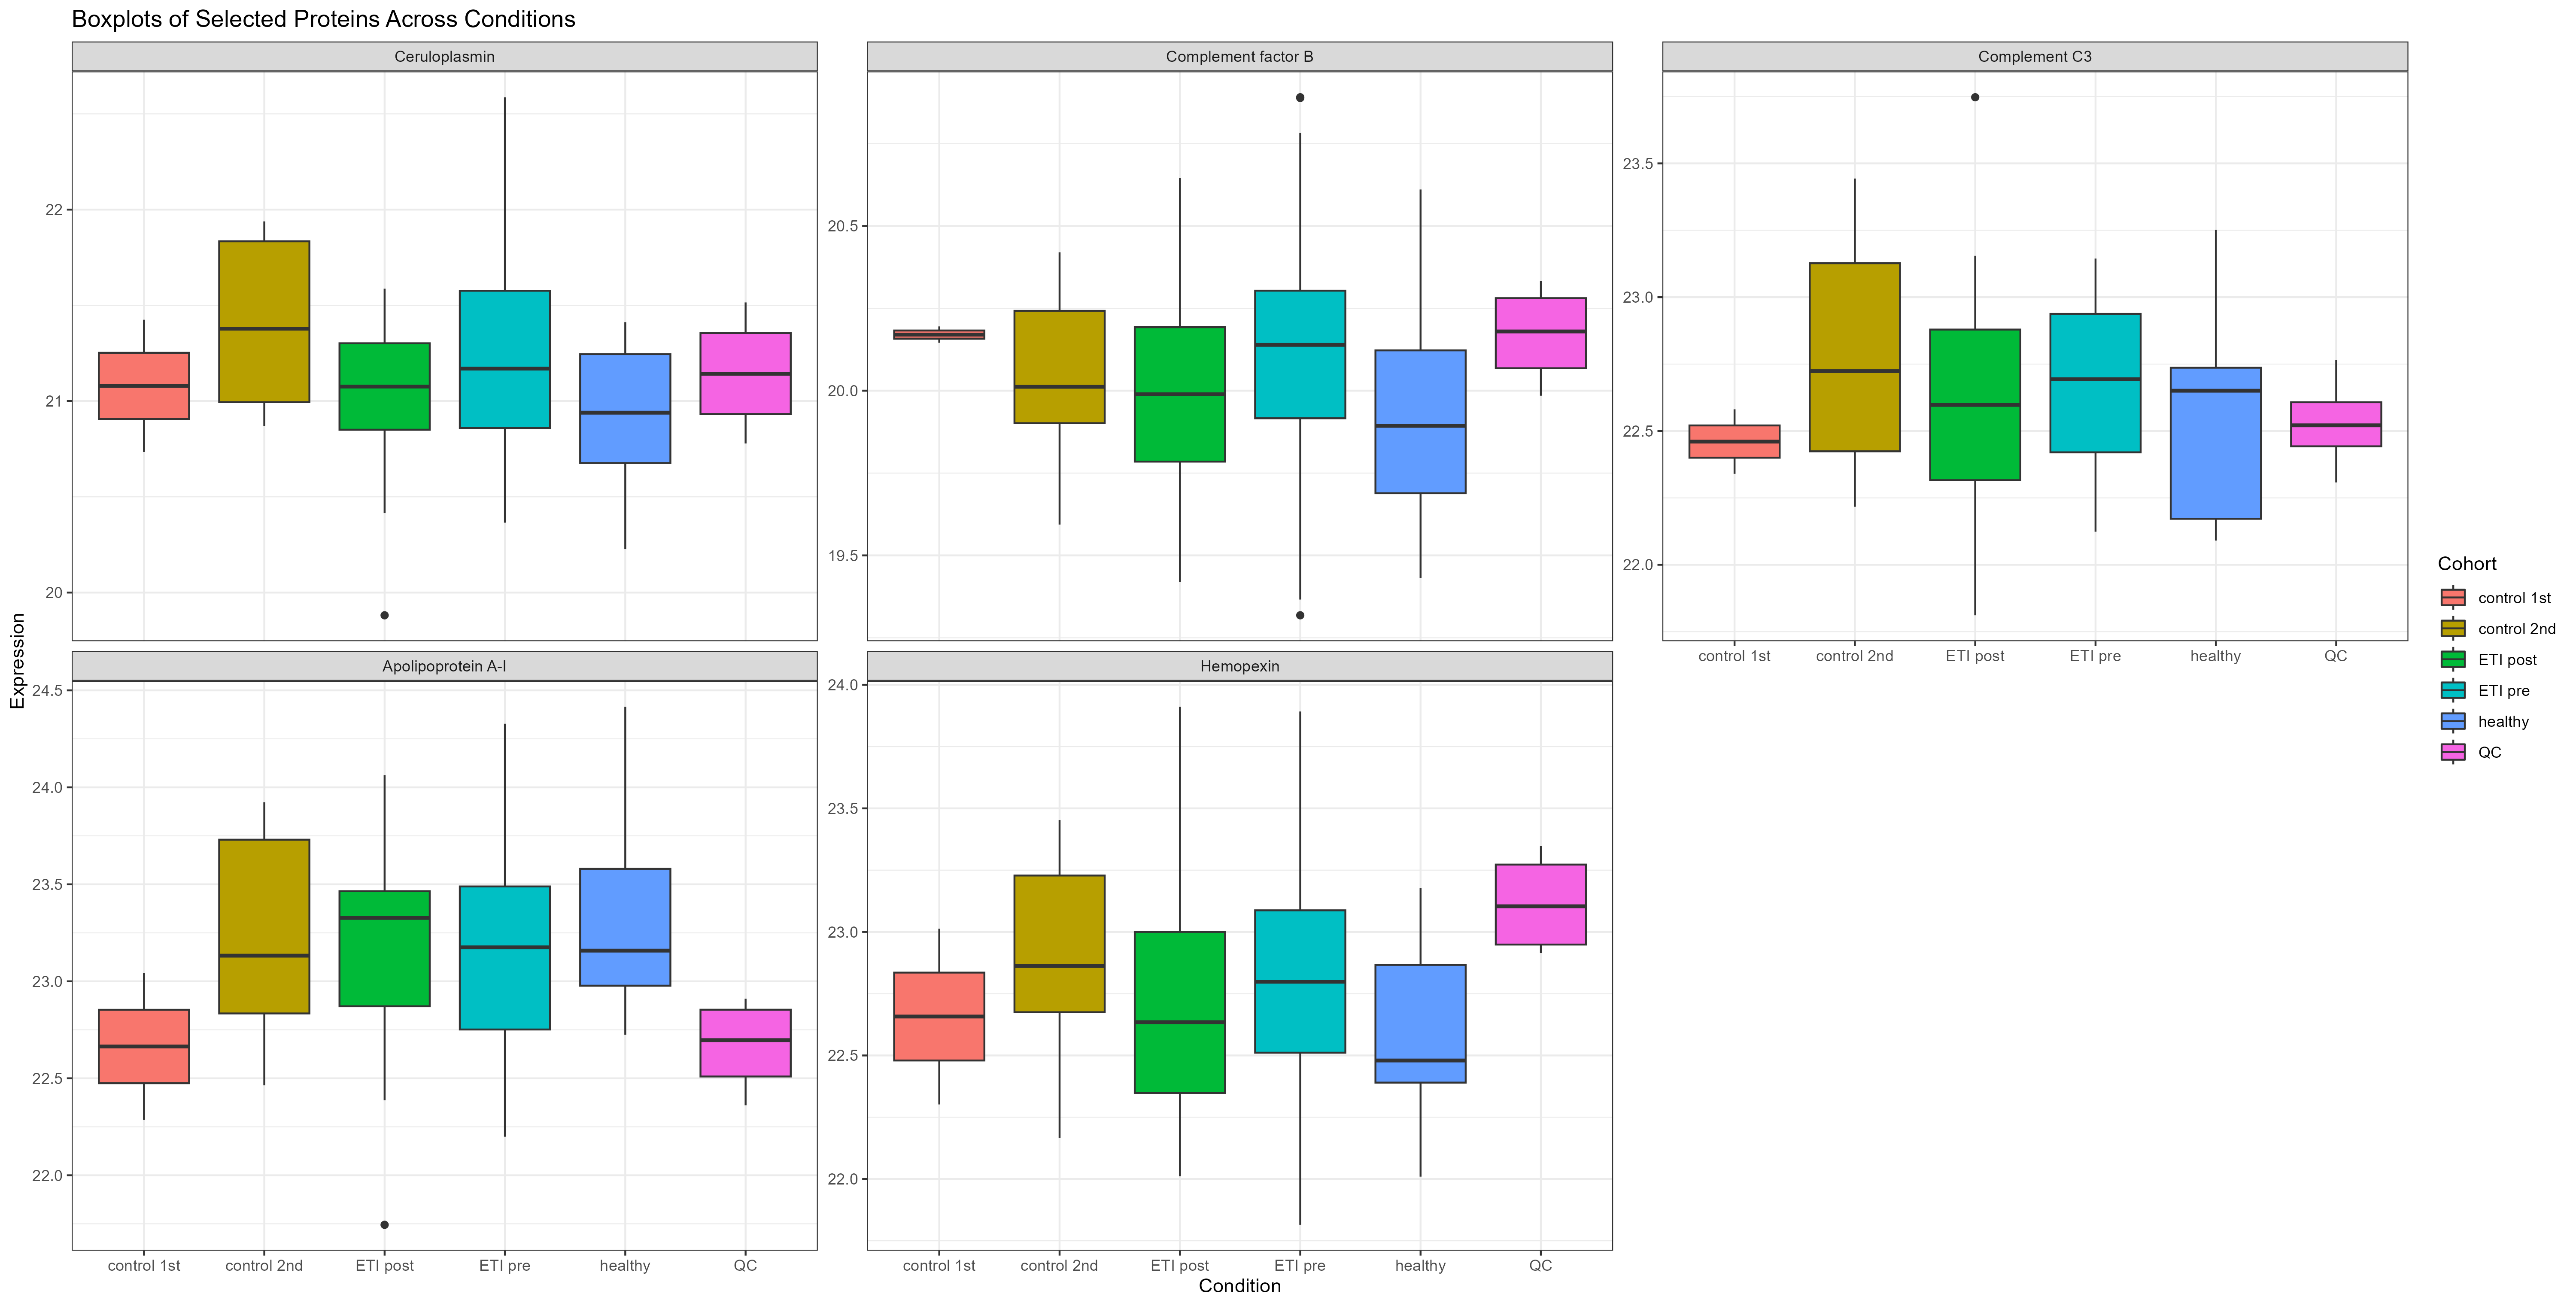 Boxplots of Selected Proteins Across Conditions
Ceruloplasmin
22
21
20
Complement factor B
20.5
20.0
19.5
Complement C3
23.5
23.0
22.5
22.0
control 1st control 2nd ETI post ETI pre healthy QC
Expression
Apolipoprotein A-I
24.5
24.0
23.5
23.0
22.5
22.0
control 1st control 2nd ETI post ETI pre healthy QC
Hemopexin
24.0
23.5
23.0
22.5
22.0
control 1st control 2nd ETI post ETI pre healthy QC
Condition
Cohort
control 1st
control 2nd
ETI post
ETI pre
healthy
QC